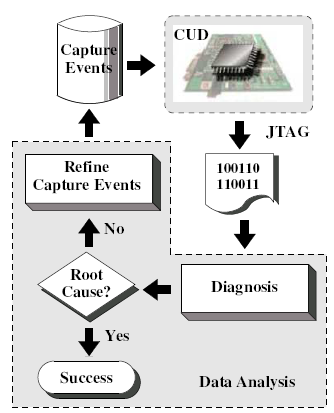 Capture
Events
CUD
JTAG
100110
110011
Refine
Capture Events
No
Root
Cause?
Diagnosis
Yes
Success
Data Analysis